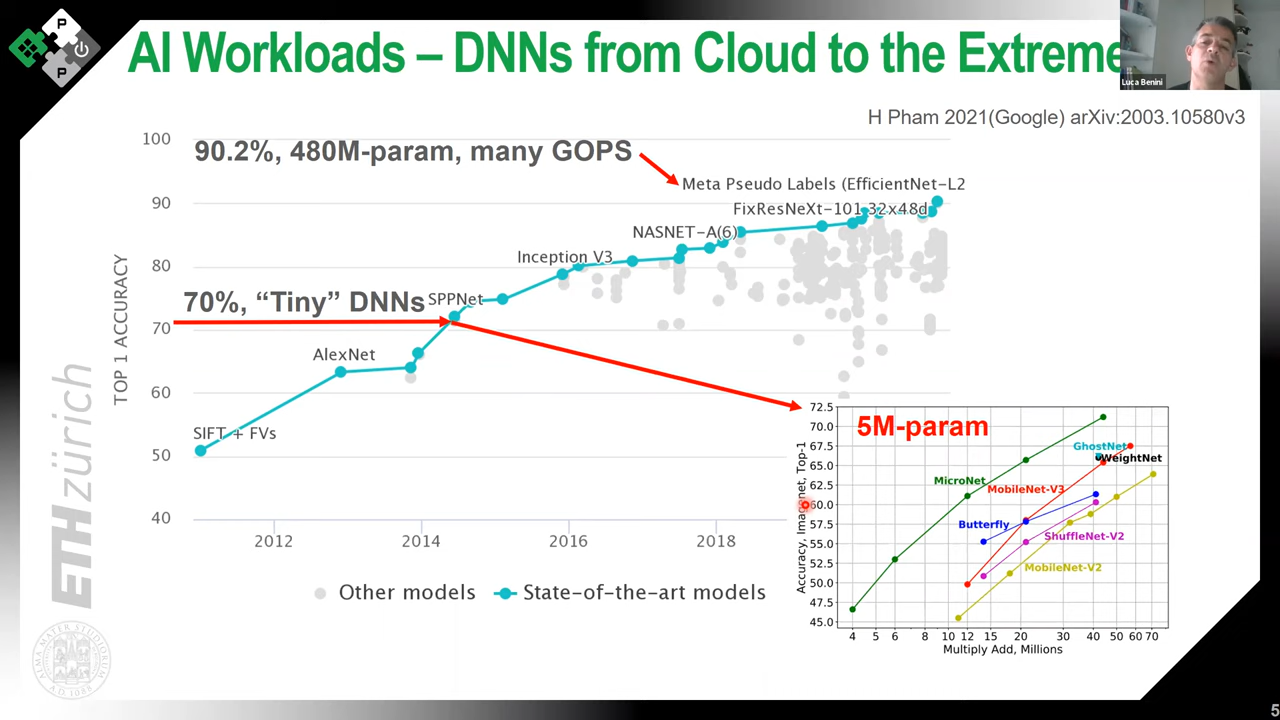 AI Workloads – DNNs from Cloud to the Extreme
Luca Benini
H Pham 2021(Google) arXiv:2003.10580v3
P
P
P
TOP 1 ACCURACY
100
90
80
70
60
50
40
2012
2014
2016
2018
90.2%, 480M-param, many GOPS
Meta Pseudo Labels (EfficientNet-L2
FixResNeXt-101 32x48d
NASNET-A(6)
Inception V3
70%, “Tiny” DNNs
SPPNet
AlexNet
SIFT + FVs
Other models
State-of-the-art models
5M-param
Accuracy, Imagenet, Top-1
72.5
70.0
67.5
65.0
62.5
60.0
57.5
55.0
52.5
50.0
47.5
45.0
GhostNet
WeightNet
MicroNet
MobileNet-V3
Butterfly
ShuffleNet-V2
MobileNet-V2
4 5 6 8 10 12 15 20 30 40 50 60 70
Multiply Add, Millions
ETH zürich
ALMA MATER STUDIORUM
A.D. 1088
5